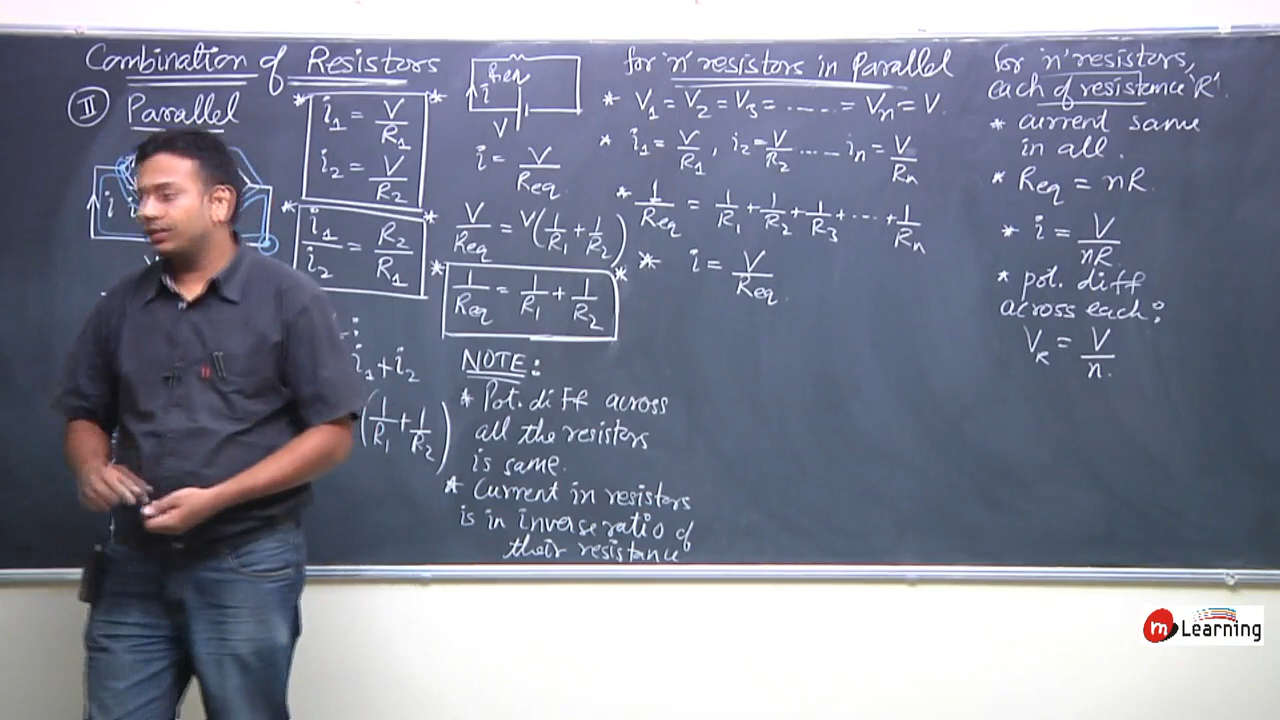 Combination of Resistors
II Parallel
i
* i₁ = V/R₁ *
i₂ = V/R₂
* i₁/i₂ = R₂/R₁ *
i₁ + i₂
(1/R₁ + 1/R₂)
Req
i
V
i = V/Req.
V/Req = V(1/R₁ + 1/R₂)
* 1/Req = 1/R₁ + 1/R₂ *
NOTE:
* Pot. diff across
all the resistors
is same.
* Current in resistors
is in inverse ratio of
their resistance
for 'n' resistors in Parallel
* V₁ = V₂ = V₃ = ...... = Vn = V.
* i₁ = V/R₁, i₂ = V/R₂ ...... in = V/Rn
* 1/Req = 1/R₁ + 1/R₂ + 1/R₃ + ... + 1/Rn
* i = V/Req.
for 'n' resistors,
each of resistance 'R'.
* current same
in all.
* Req = nR.
* i = V/nR.
* pot. diff
across each:
VR = V/n.
m Learning